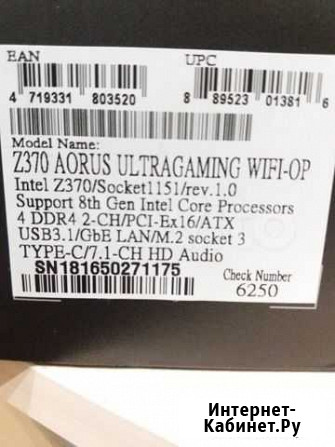 EAN UPC
4 719331 803520 8 89523 01381 6
Model Name:
Z370 AORUS ULTRAGAMING WIFI-OP
Intel Z370/Socket1151/rev.1.0
Support 8th Gen Intel Core Processors
4 DDR4 2-CH/PCI-Ex16/ATX
USB3.1/GbE LAN/M.2 socket 3
TYPE-C/7.1-CH HD Audio
SN181650271175 Check Number
6250
Интернет-
Кабинет.Ру